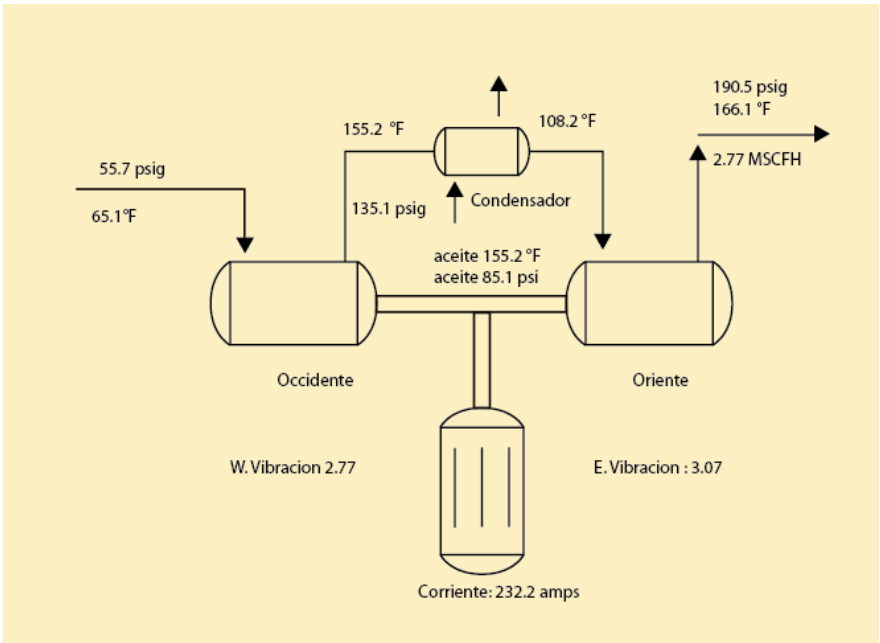 190.5 psig
166.1 °F
2.77 MSCFH
155.2 °F
108.2 °F
55.7 psig
65.1°F
135.1 psig
Condensador
aceite 155.2 °F
aceite 85.1 psi
Occidente
Oriente
W. Vibracion 2.77
E. Vibracion : 3.07
Corriente: 232.2 amps